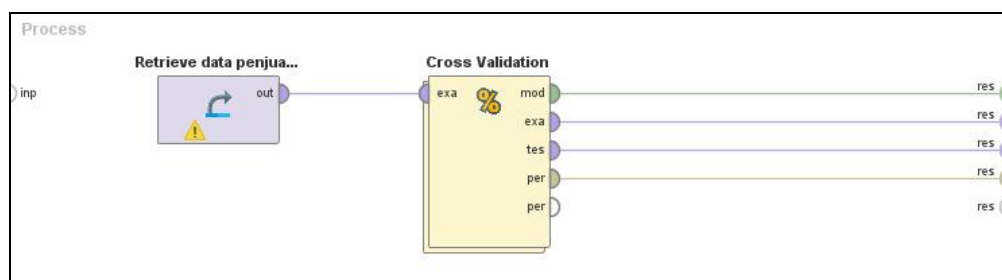 Process
Retrieve data penjua...
Cross Validation
inp
out
exa
%
mod
res
exa
res
tes
res
per
res
per
res